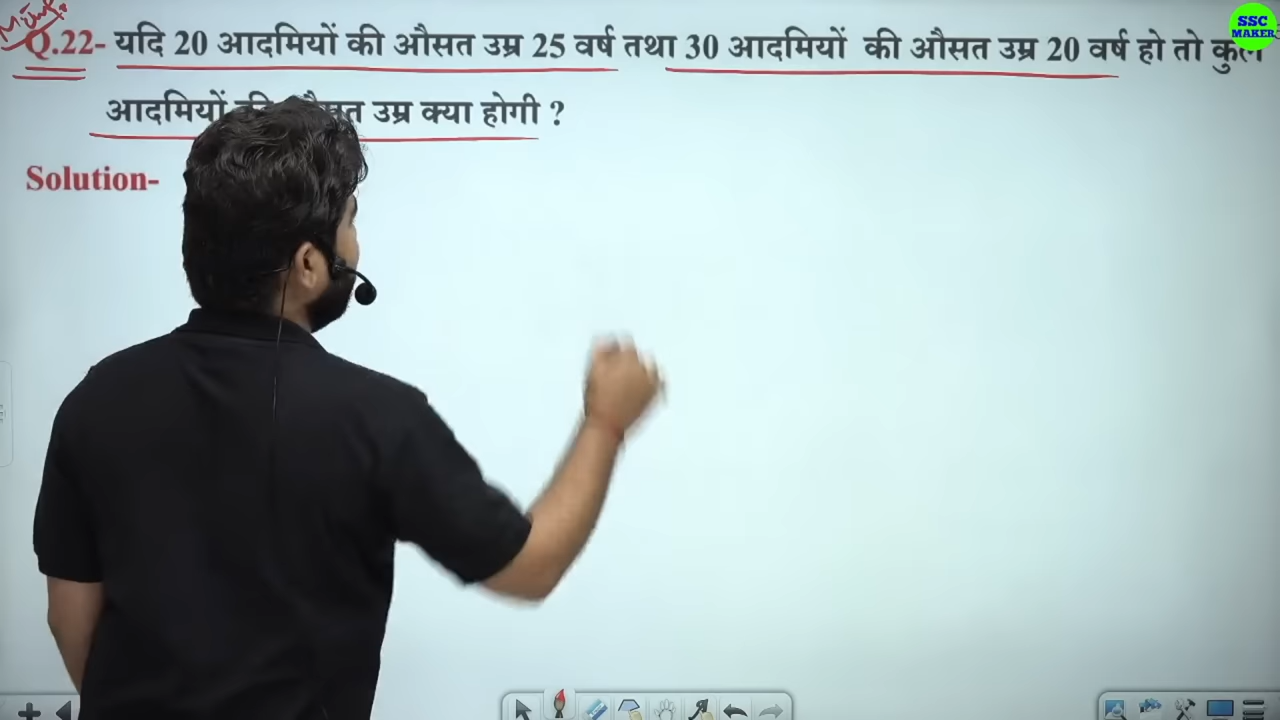 Q.22- यदि 20 आदमियों की औसत उम्र 25 वर्ष तथा 30 आदमियों की औसत उम्र 20 वर्ष हो तो कुल
आदमियों की औसत उम्र क्या होगी ?
Solution-
SSC
MAKER